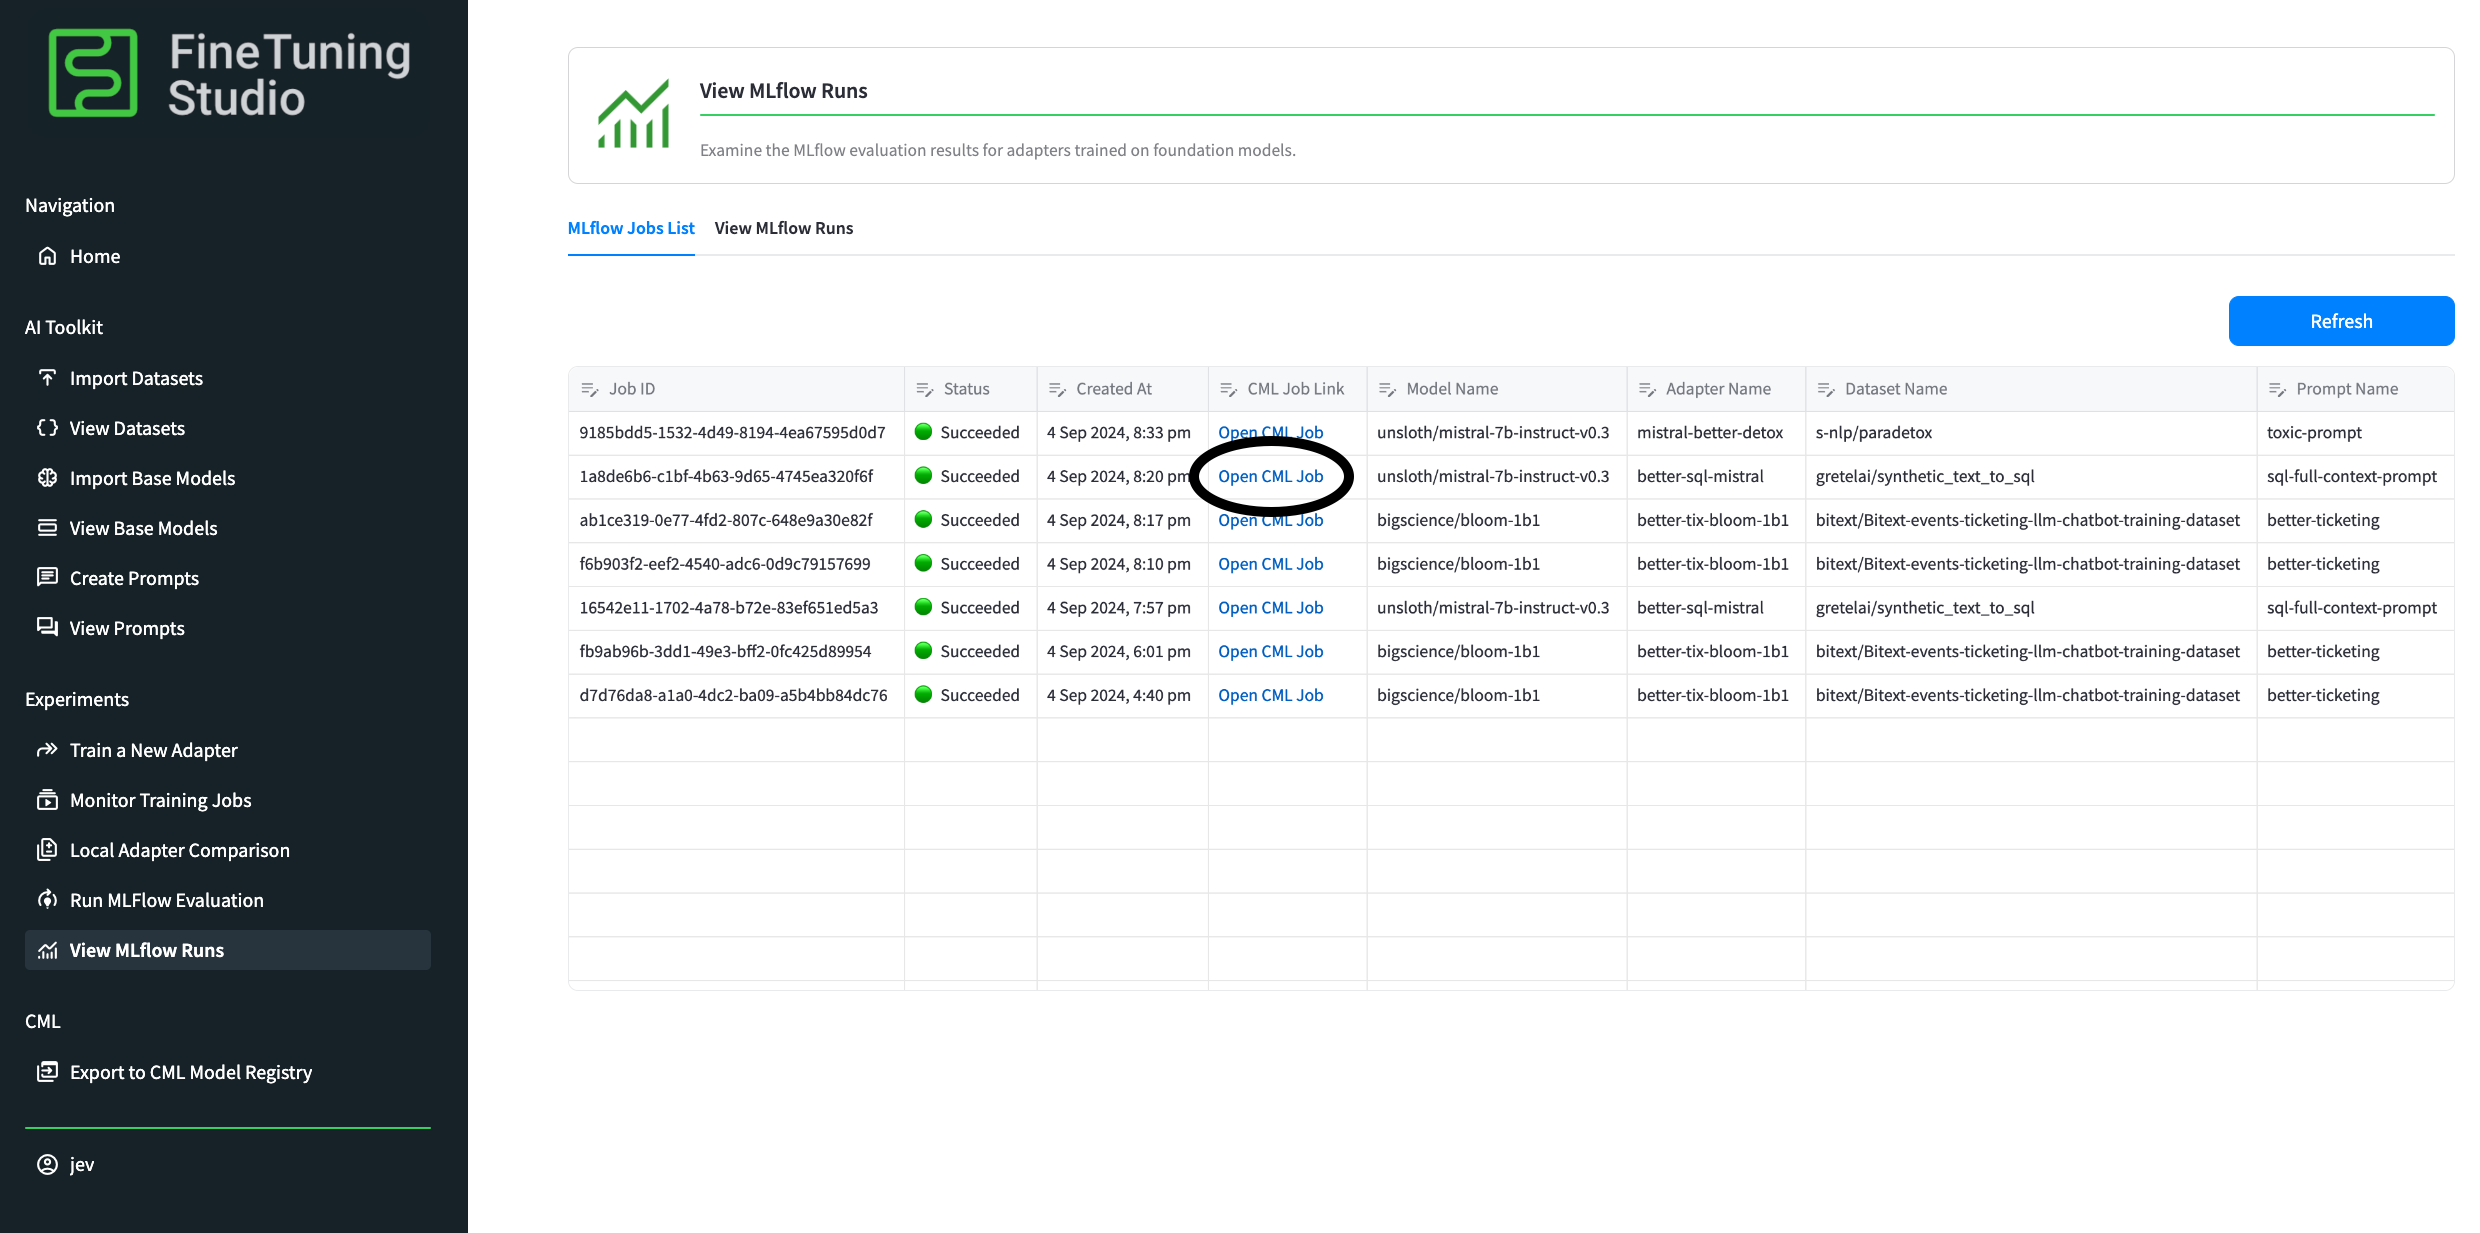 FineTuning
Studio
Navigation
Home
AI Toolkit
Import Datasets
View Datasets
Import Base Models
View Base Models
Create Prompts
View Prompts
Experiments
Train a New Adapter
Monitor Training Jobs
Local Adapter Comparison
Run MLFlow Evaluation
View MLflow Runs
CML
Export to CML Model Registry
jev
View MLflow Runs
Examine the MLflow evaluation results for adapters trained on foundation models.
MLflow Jobs List View MLflow Runs
Refresh
Job ID Status Created At CML Job Link Model Name Adapter Name Dataset Name Prompt Name
9185bdd5-1532-4d49-8194-4ea67595d0d7 Succeeded 4 Sep 2024, 8:33 pm Open CML Job unsloth/mistral-7b-instruct-v0.3 mistral-better-detox s-nlp/paradetox toxic-prompt
1a8de6b6-c1bf-4b63-9d65-4745ea320f6f Succeeded 4 Sep 2024, 8:20 pm Open CML Job unsloth/mistral-7b-instruct-v0.3 better-sql-mistral gretelai/synthetic_text_to_sql sql-full-context-prompt
ab1ce319-0e77-4fd2-807c-648e9a30e82f Succeeded 4 Sep 2024, 8:17 pm Open CML Job bigscience/bloom-1b1 better-tix-bloom-1b1 bitext/Bitext-events-ticketing-llm-chatbot-training-dataset better-ticketing
f6b903f2-eef2-4540-adc6-0d9c79157699 Succeeded 4 Sep 2024, 8:10 pm Open CML Job bigscience/bloom-1b1 better-tix-bloom-1b1 bitext/Bitext-events-ticketing-llm-chatbot-training-dataset better-ticketing
16542e11-1702-4a78-b72e-83ef651ed5a3 Succeeded 4 Sep 2024, 7:57 pm Open CML Job unsloth/mistral-7b-instruct-v0.3 better-sql-mistral gretelai/synthetic_text_to_sql sql-full-context-prompt
fb9ab96b-3dd1-49e3-bff2-0fc425d89954 Succeeded 4 Sep 2024, 6:01 pm Open CML Job bigscience/bloom-1b1 better-tix-bloom-1b1 bitext/Bitext-events-ticketing-llm-chatbot-training-dataset better-ticketing
d7d76da8-a1a0-4dc2-ba09-a5b4bb84dc76 Succeeded 4 Sep 2024, 4:40 pm Open CML Job bigscience/bloom-1b1 better-tix-bloom-1b1 bitext/Bitext-events-ticketing-llm-chatbot-training-dataset better-ticketing